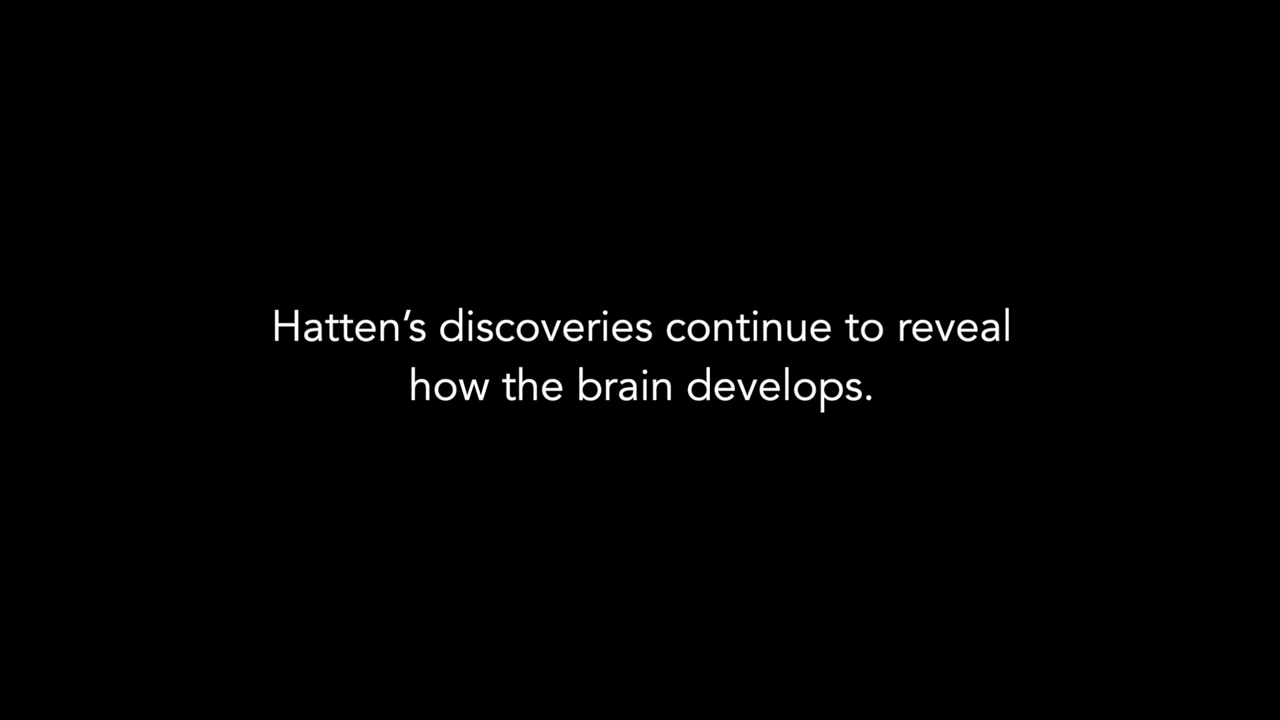 Hatten’s discoveries continue to reveal
how the brain develops.